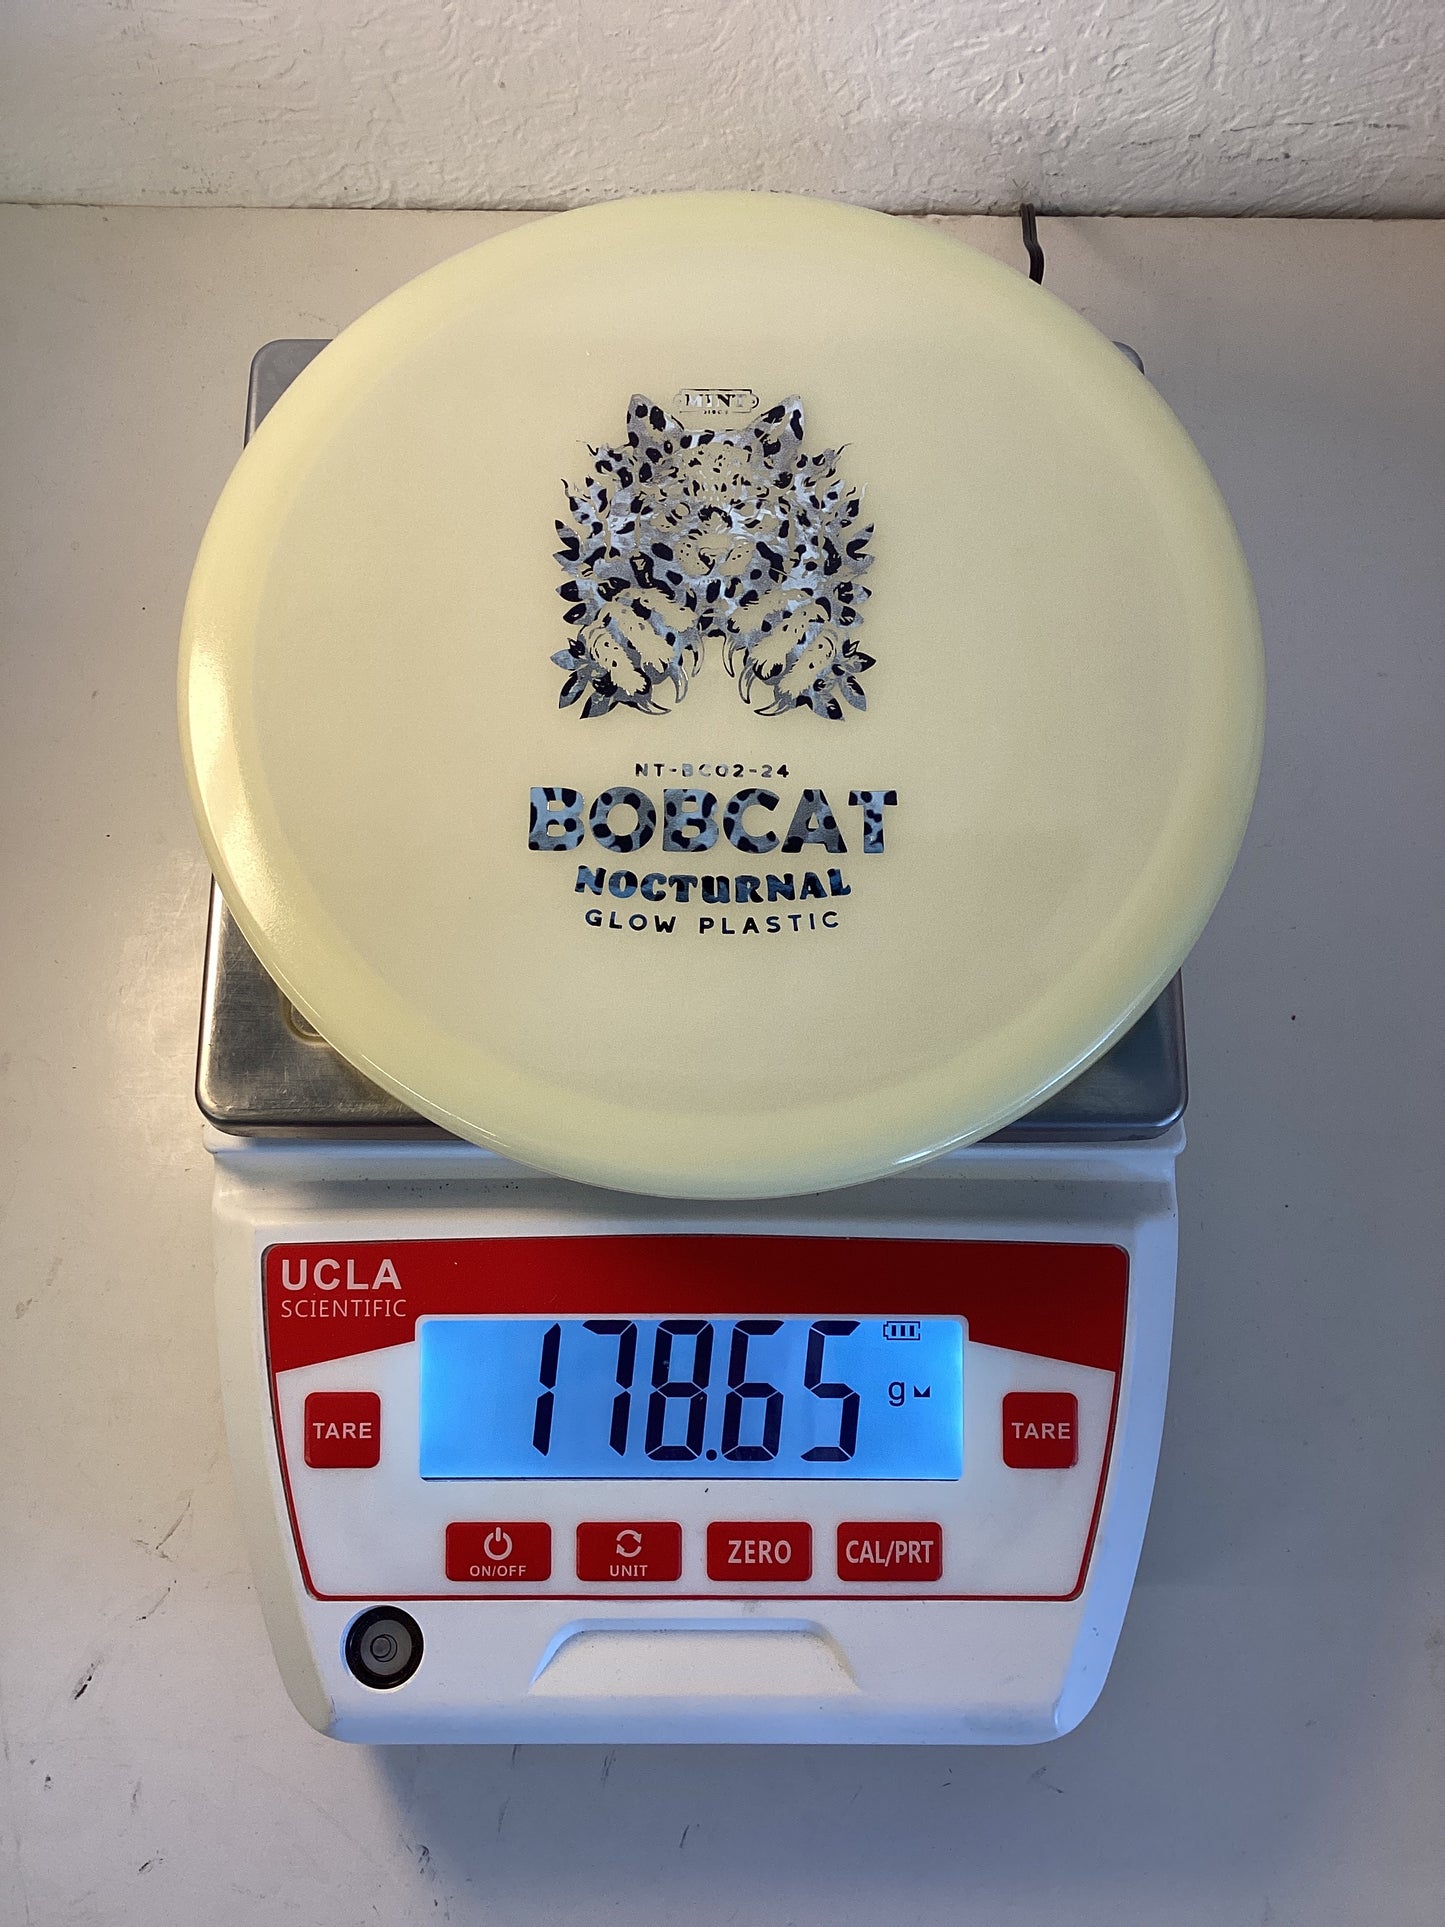 MINT
DISCS
NT-BC02-24
BOBCAT
NOCTURNAL
GLOW PLASTIC
UCLA
SCIENTIFIC
178.65
g
TARE
TARE
ON/OFF
UNIT
ZERO
CAL/PRT